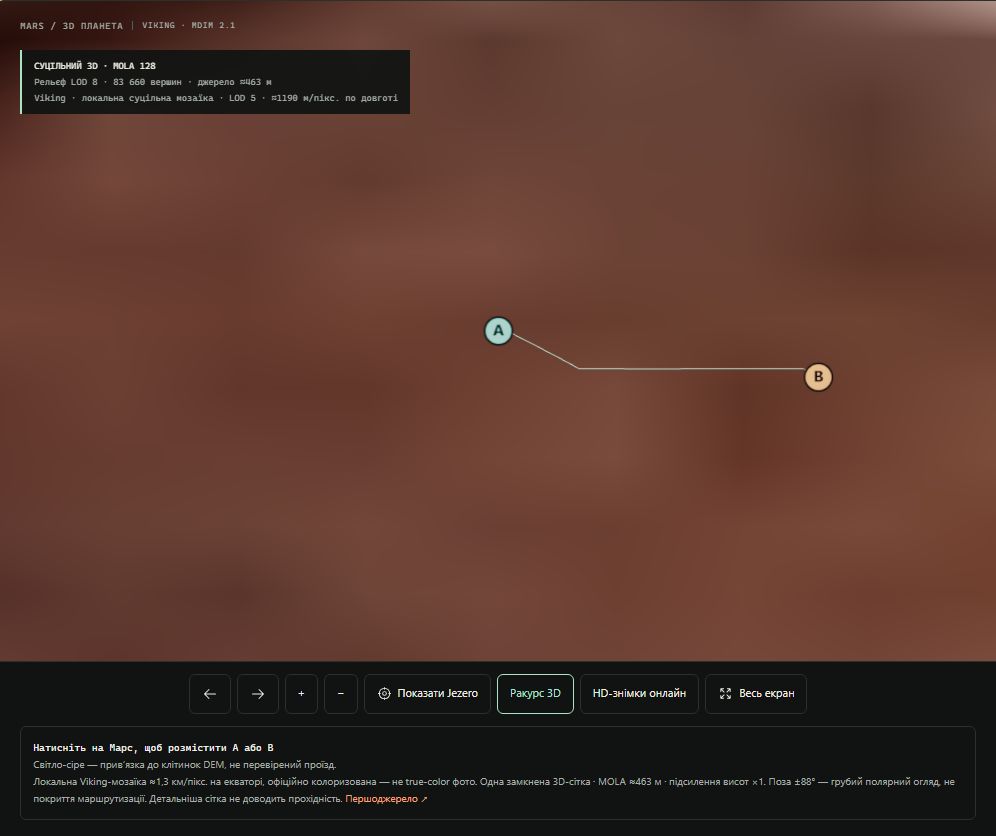 MARS / 3D ПЛАНЕТА | VIKING · MDIM 2.1
СУЦІЛЬНИЙ 3D · MOLA 128
Рельєф LOD 8 · 83 660 вершин · джерело ≈463 м
Viking · локальна суцільна мозаїка · LOD 5 · ≈1190 м/пікс. по довготі
A
B
← → + − Показати Jezero Ракурс 3D HD-знімки онлайн Весь екран
Натисніть на Марс, щоб розмістити A або B
Світло-сіре — прив'язка до клітинок DEM, не перевірений проїзд.
Локальна Viking-мозаїка ≈1,3 км/пікс. на екваторі, офіційно колоризована — не true-color фото. Одна замкнена 3D-сітка · MOLA ≈463 м · підсилення висот ×1. Поза ±88° — грубий полярний огляд, не
покриття маршрутизації. Детальніша сітка не доводить прохідність. Першоджерело ↗